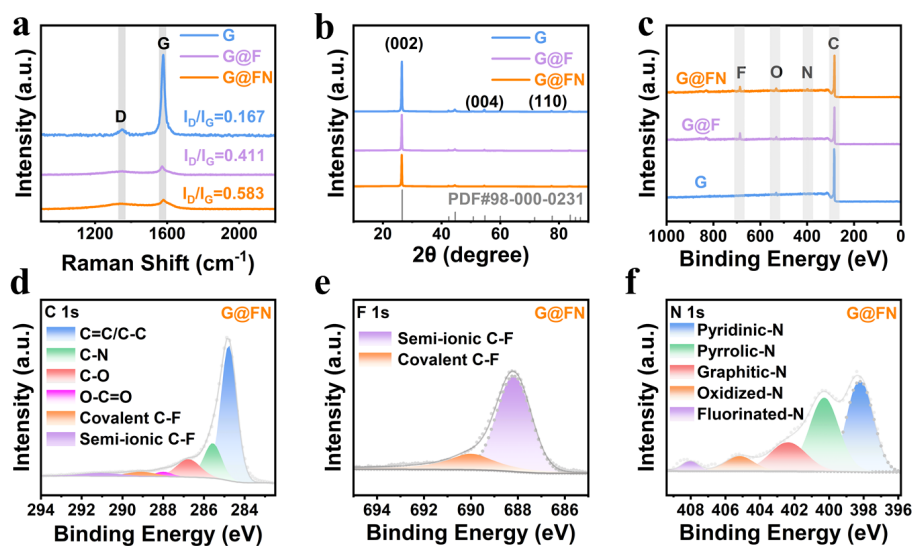 a
G
G@F
G@FN
D
G
I_D/I_G=0.167
I_D/I_G=0.411
I_D/I_G=0.583
Intensity (a.u.)
1200 1600 2000
Raman Shift (cm⁻¹)
b
(002)
G
G@F
G@FN
(004)
(110)
PDF#98-000-0231
Intensity (a.u.)
20 40 60 80
2θ (degree)
c
F O N C
G@FN
G@F
G
Intensity (a.u.)
1000 800 600 400 200 0
Binding Energy (eV)
d
C 1s
G@FN
C=C/C-C
C-N
C-O
O-C=O
Covalent C-F
Semi-ionic C-F
Intensity (a.u.)
294 292 290 288 286 284
Binding Energy (eV)
e
F 1s
G@FN
Semi-ionic C-F
Covalent C-F
Intensity (a.u.)
694 692 690 688 686
Binding Energy (eV)
f
N 1s
G@FN
Pyridinic-N
Pyrrolic-N
Graphitic-N
Oxidized-N
Fluorinated-N
Intensity (a.u.)
408 406 404 402 400 398 396
Binding Energy (eV)